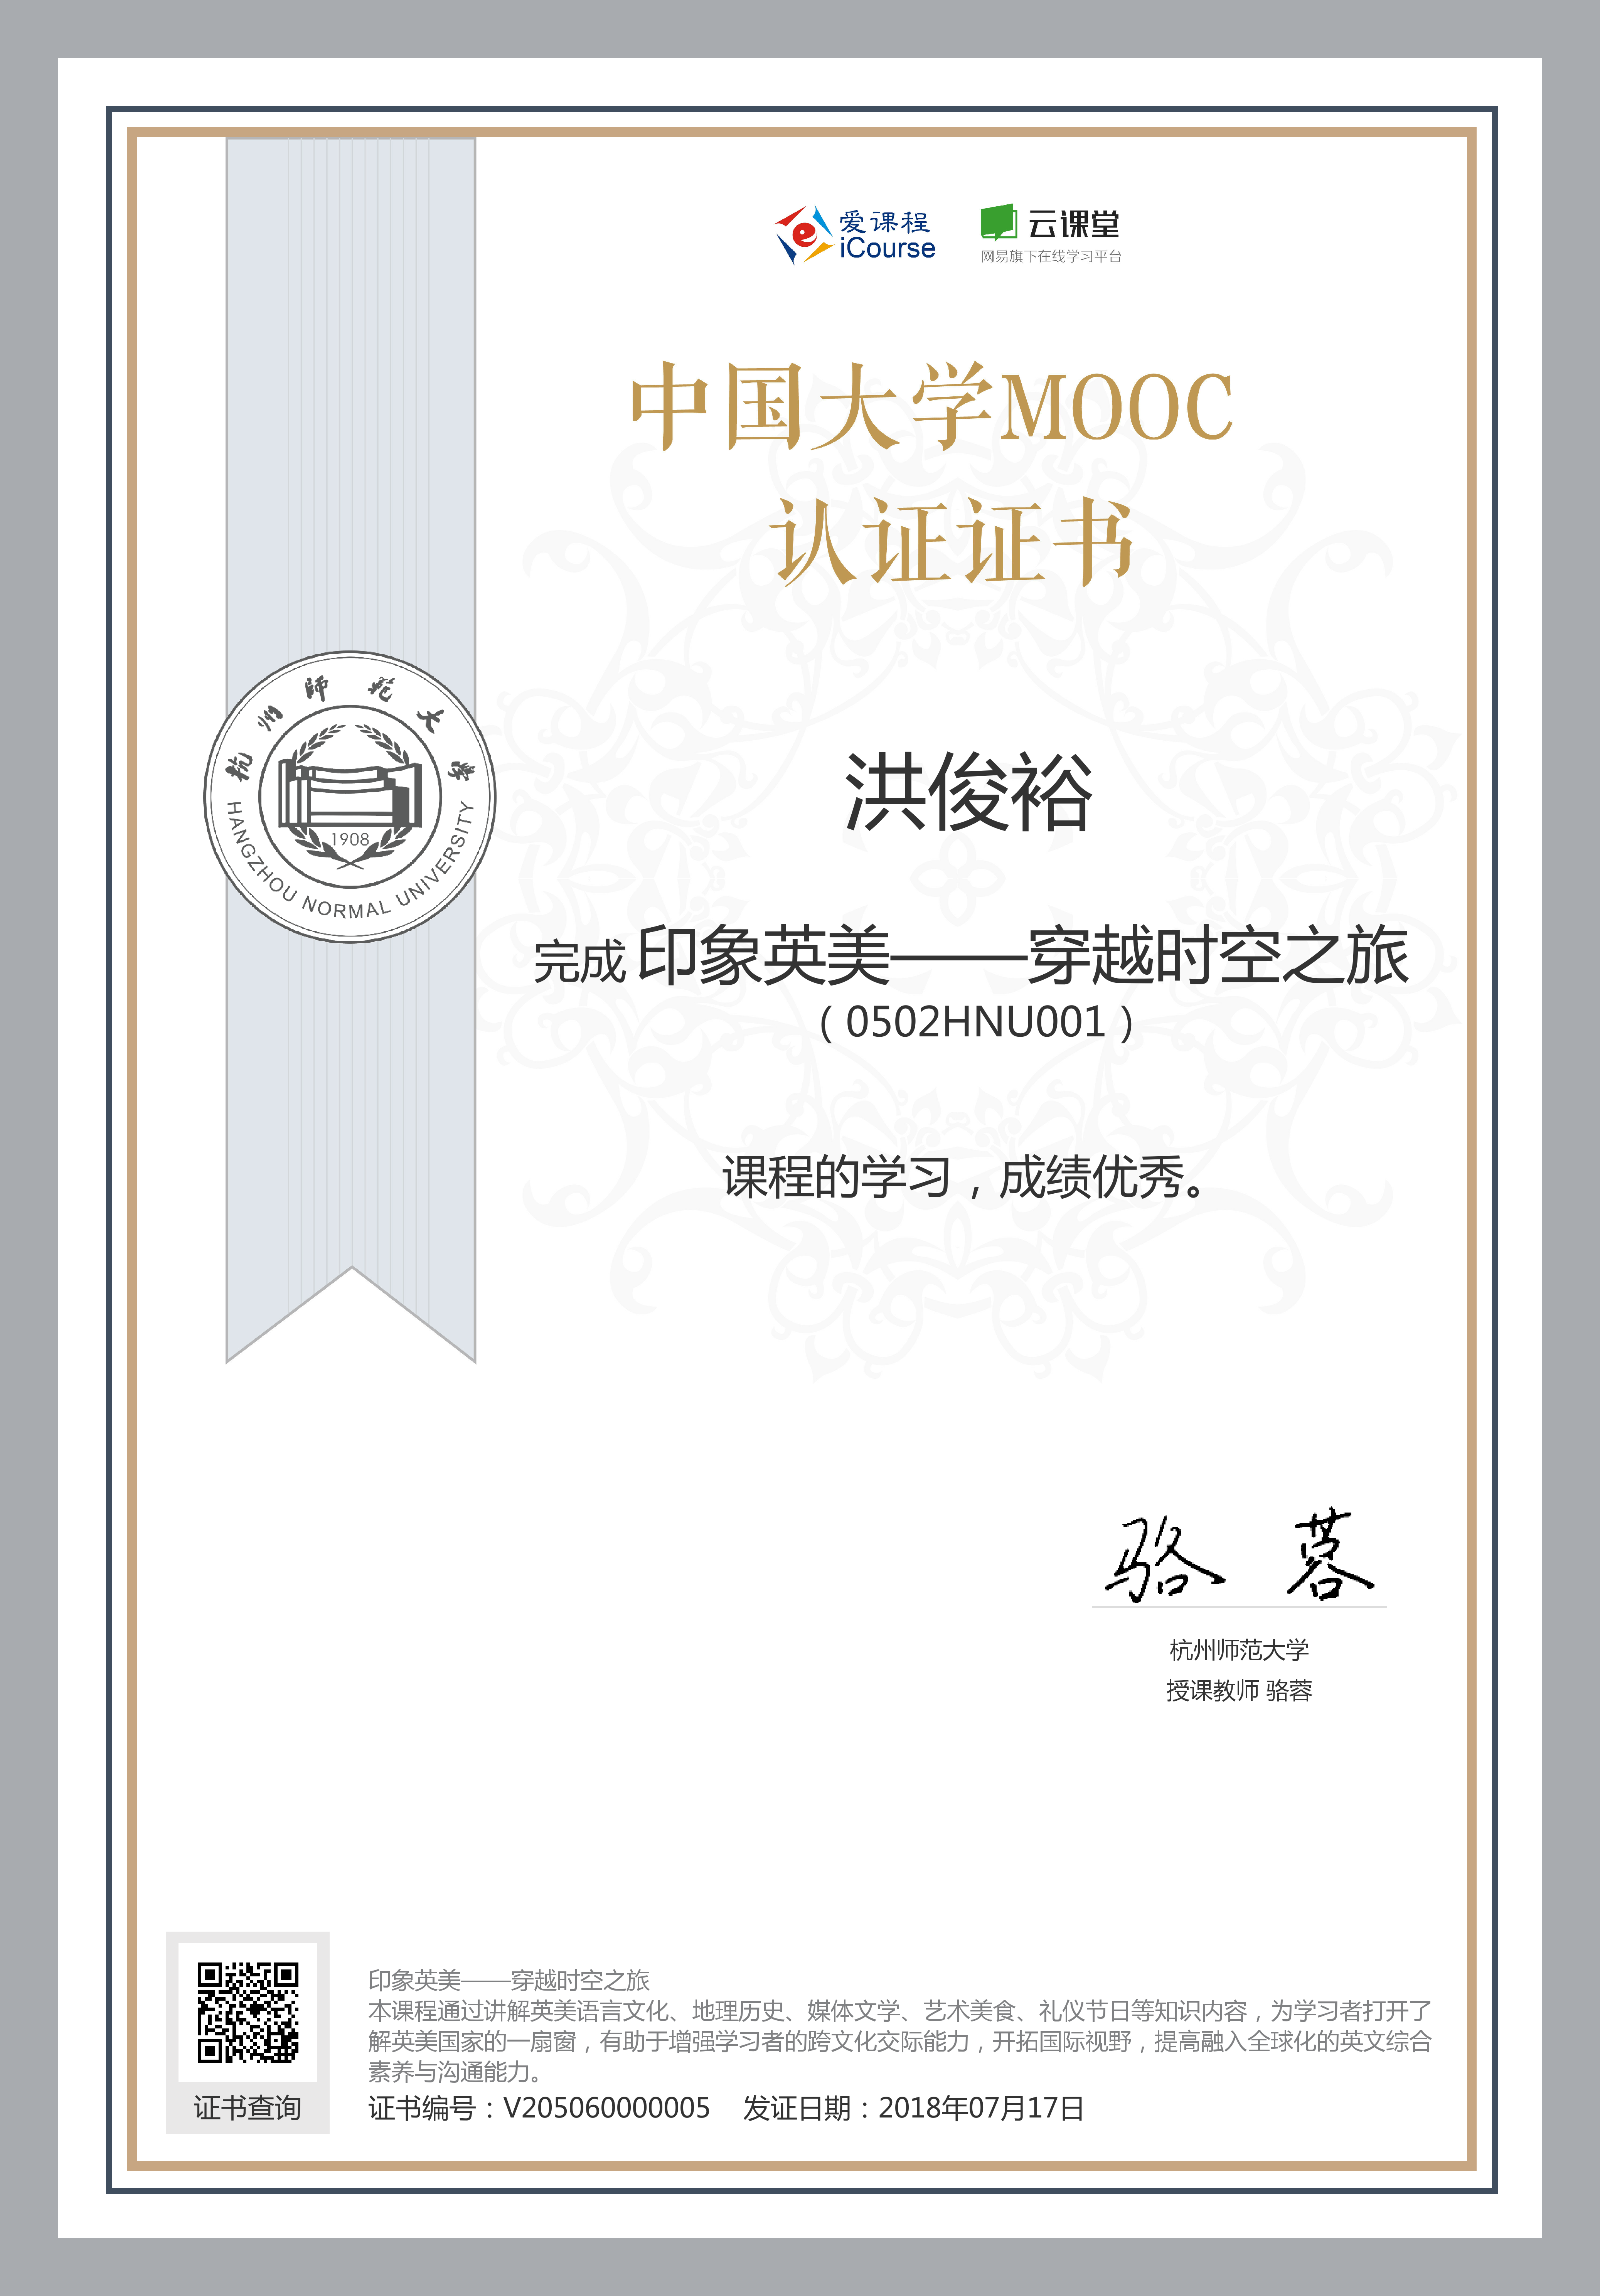 爱课程
iCourse
云课堂
网易旗下在线学习平台
中国大学MOOC
认证证书
杭州师范大学
1908
HANGZHOU NORMAL UNIVERSITY
洪俊裕
完成 印象英美——穿越时空之旅
（0502HNU001）
课程的学习，成绩优秀。
骆 蓉
杭州师范大学
授课教师 骆蓉
印象英美——穿越时空之旅
本课程通过讲解英美语言文化、地理历史、媒体文学、艺术美食、礼仪节日等知识内容，为学习者打开了
解英美国家的一扇窗，有助于增强学习者的跨文化交际能力，开拓国际视野，提高融入全球化的英文综合
素养与沟通能力。
证书查询
证书编号：V205060000005 发证日期：2018年07月17日